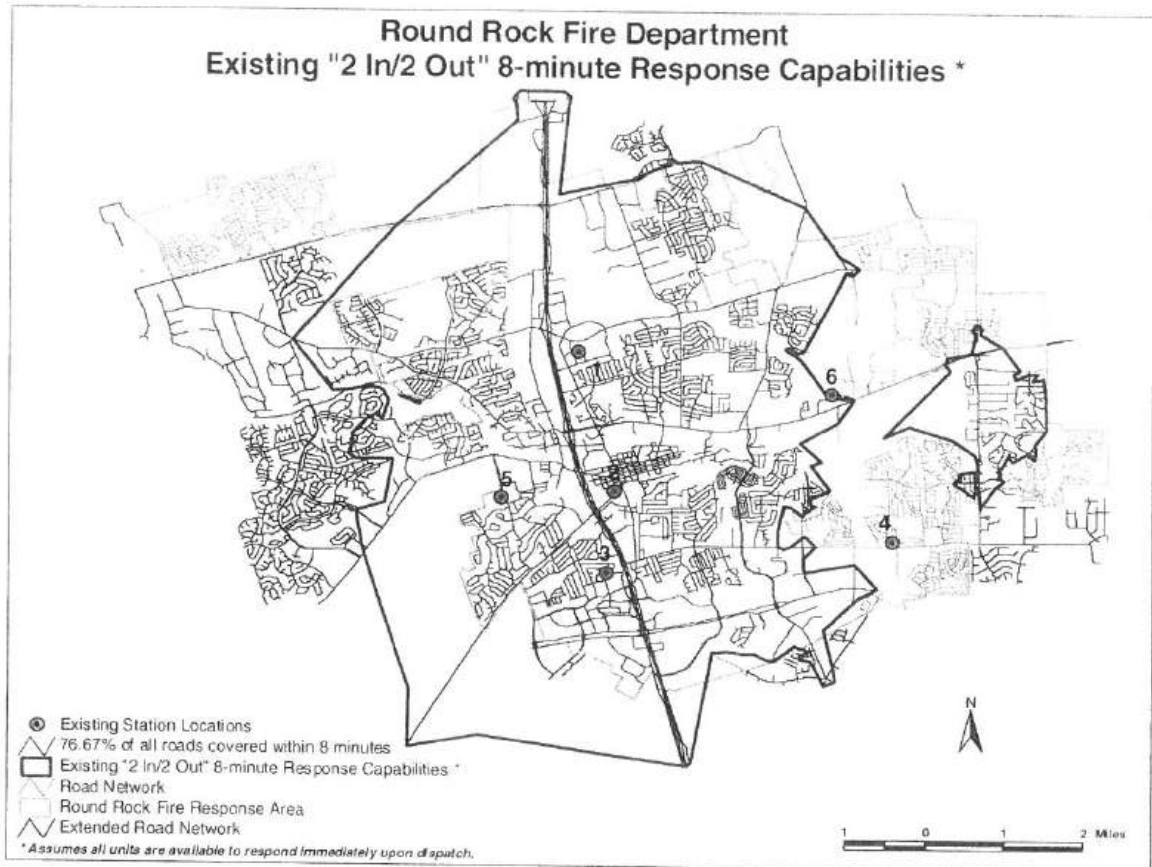 Round Rock Fire Department
Existing "2 In/2 Out" 8-minute Response Capabilities *
6
5
4
3
N
Existing Station Locations
76.67% of all roads covered within 8 minutes
Existing "2 In/2 Out" 8-minute Response Capabilities *
Road Network
Round Rock Fire Response Area
Extended Road Network
* Assumes all units are available to respond immediately upon dispatch.
1 0 1 2 Miles